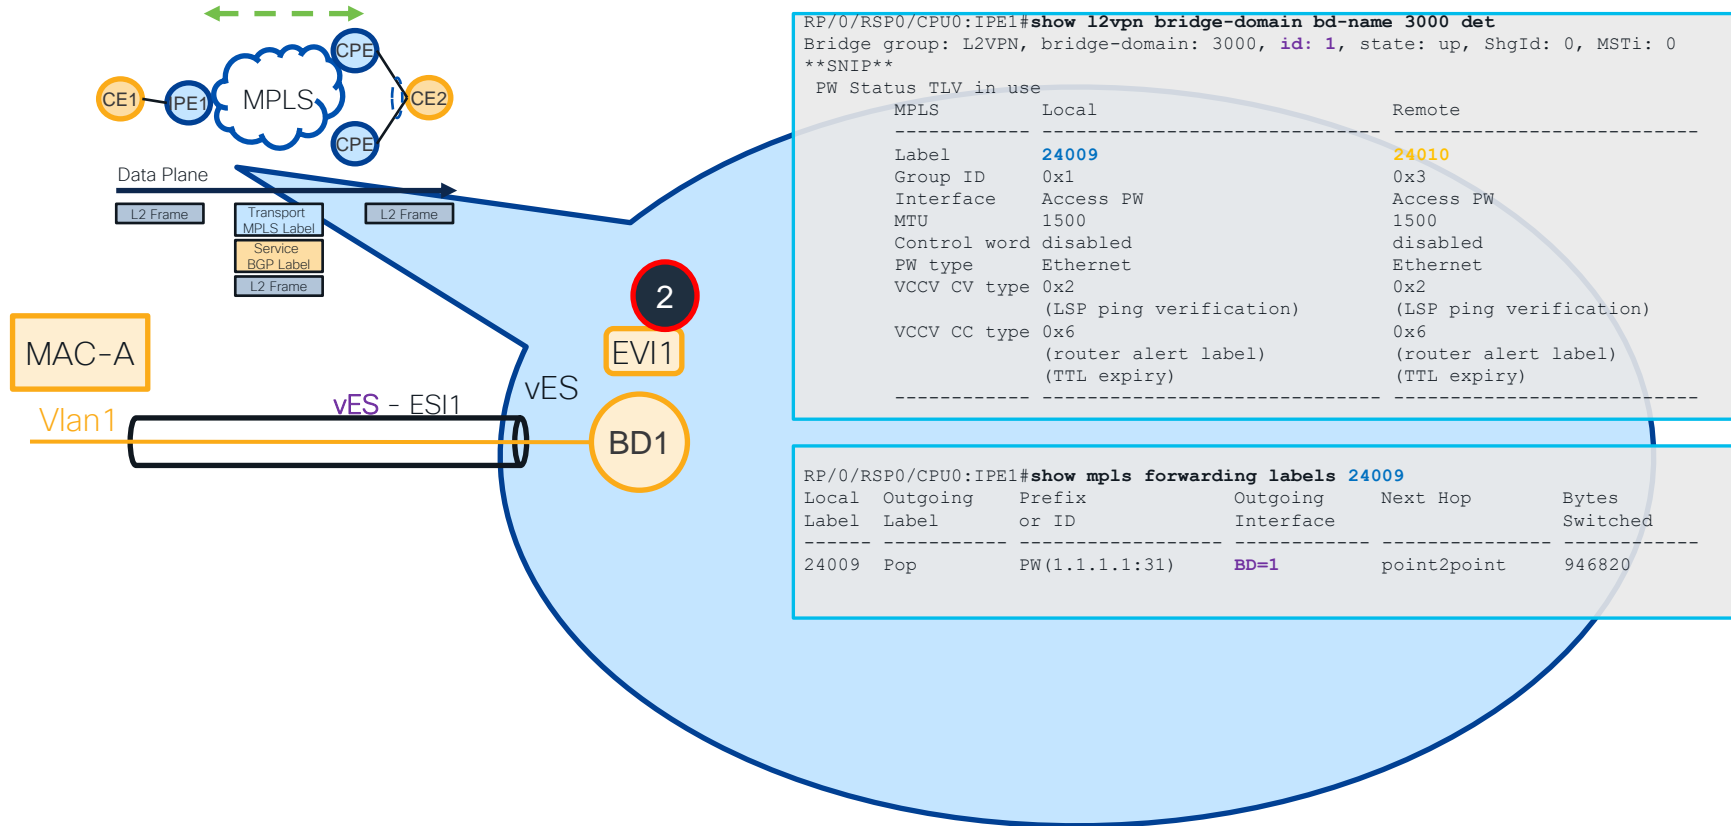 CPE
CE1
IPE1
MPLS
CE2
CPE
Data Plane
L2 Frame
Transport
MPLS Label
L2 Frame
Service
BGP Label
L2 Frame
2
MAC-A
EVI1
vES
vES - ESI1
Vlan1
BD1
RP/0/RSP0/CPU0:IPE1#show l2vpn bridge-domain bd-name 3000 det
Bridge group: L2VPN, bridge-domain: 3000, id: 1, state: up, ShgId: 0, MSTi: 0
**SNIP**
PW Status TLV in use
MPLS Local Remote
------------ ------------------------------ ---------------------------
Label 24009 24010
Group ID 0x1 0x3
Interface Access PW Access PW
MTU 1500 1500
Control word disabled disabled
PW type Ethernet Ethernet
VCCV CV type 0x2 0x2
(LSP ping verification) (LSP ping verification)
VCCV CC type 0x6 0x6
(router alert label) (router alert label)
(TTL expiry) (TTL expiry)
------------ ------------------------------ ---------------------------
RP/0/RSP0/CPU0:IPE1#show mpls forwarding labels 24009
Local Outgoing Prefix Outgoing Next Hop Bytes
Label Label or ID Interface Switched
------ ----------- ------------------ ------------ --------------- ------------
24009 Pop PW(1.1.1.1:31) BD=1 point2point 946820